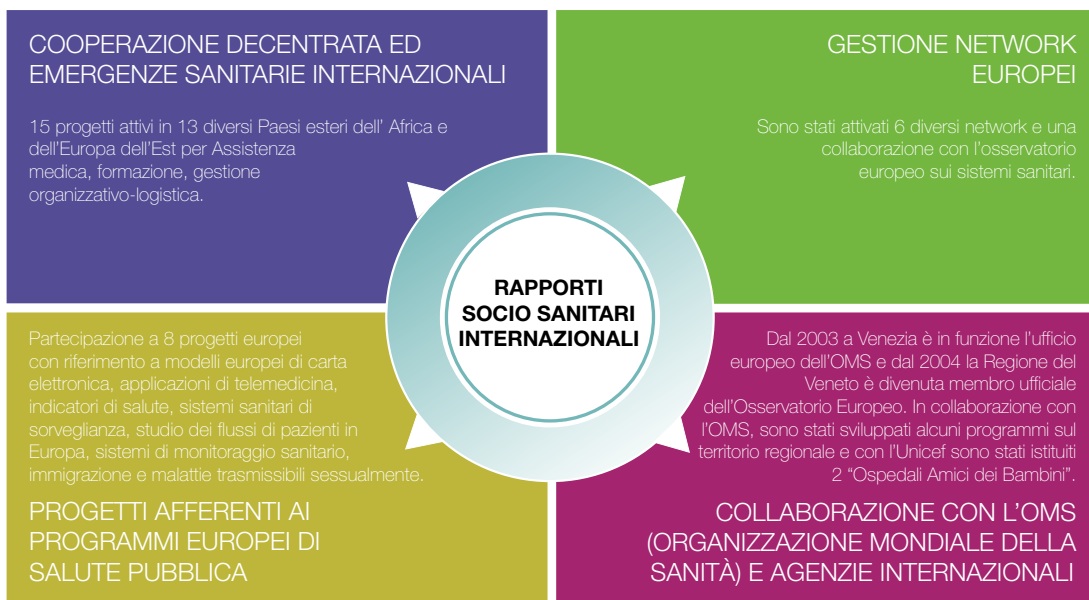 COOPERAZIONE DECENTRATA ED
EMERGENZE SANITARIE INTERNAZIONALI
15 progetti attivi in 13 diversi Paesi esteri dell' Africa e
dell'Europa dell'Est per Assistenza
medica, formazione, gestione
organizzativo-logistica.
GESTIONE NETWORK
EUROPEI
Sono stati attivati 6 diversi network e una
collaborazione con l'osservatorio
europeo sui sistemi sanitari.
RAPPORTI
SOCIO SANITARI
INTERNAZIONALI
Partecipazione a 8 progetti europei
con riferimento a modelli europei di carta
elettronica, applicazioni di telemedicina,
indicatori di salute, sistemi sanitari di
sorveglianza, studio dei flussi di pazienti in
Europa, sistemi di monitoraggio sanitario,
immigrazione e malattie trasmissibili sessualmente.
PROGETTI AFFERENTI AI
PROGRAMMI EUROPEI DI
SALUTE PUBBLICA
Dal 2003 a Venezia è in funzione l'ufficio
europeo dell'OMS e dal 2004 la Regione del
Veneto è divenuta membro ufficiale
dell'Osservatorio Europeo. In collaborazione con
l'OMS, sono stati sviluppati alcuni programmi sul
territorio regionale e con l'Unicef sono stati istituiti
2 “Ospedali Amici dei Bambini”.
COLLABORAZIONE CON L'OMS
(ORGANIZZAZIONE MONDIALE DELLA
SANITÀ) E AGENZIE INTERNAZIONALI